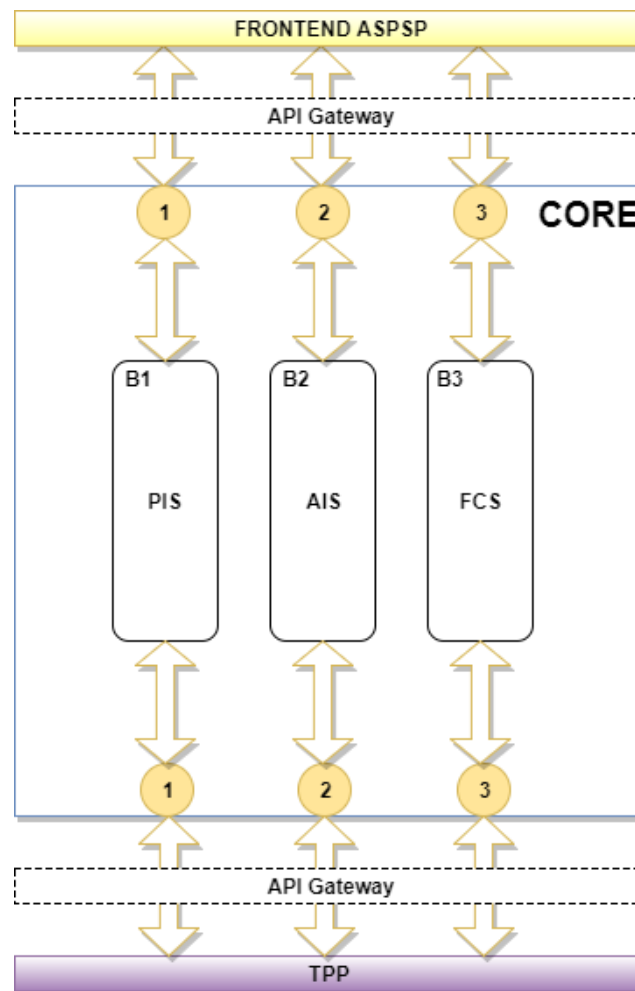 FRONTEND ASPSP
API Gateway
1 2 3 CORE
B1 B2 B3
PIS AIS FCS
1 2 3
API Gateway
TPP